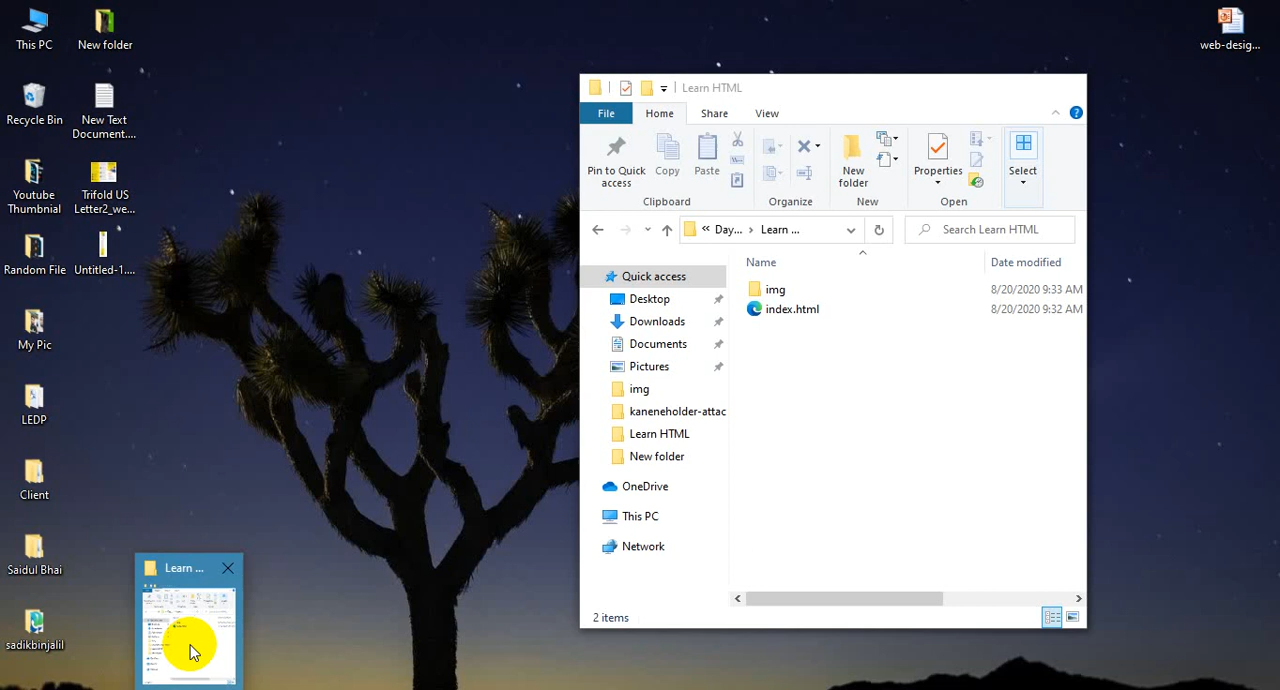 This PC
New folder
Recycle Bin
New Text
Document....
Youtube
Thumbnial
Trifold US
Letter2_we...
Random File
Untitled-1....
My Pic
LEDP
Client
Saidul Bhai
sadikbinjalil
web-desig...
Learn ...
Learn HTML
File
Home
Share
View
Pin to Quick
access
Copy
Paste
Clipboard
Organize
New
folder
New
Properties
Open
Select
« Day... › Learn ...
Search Learn HTML
Name
Date modified
Quick access
Desktop
Downloads
Documents
Pictures
img
kaneneholder-attac
Learn HTML
New folder
OneDrive
This PC
Network
img
8/20/2020 9:33 AM
index.html
8/20/2020 9:32 AM
2 items